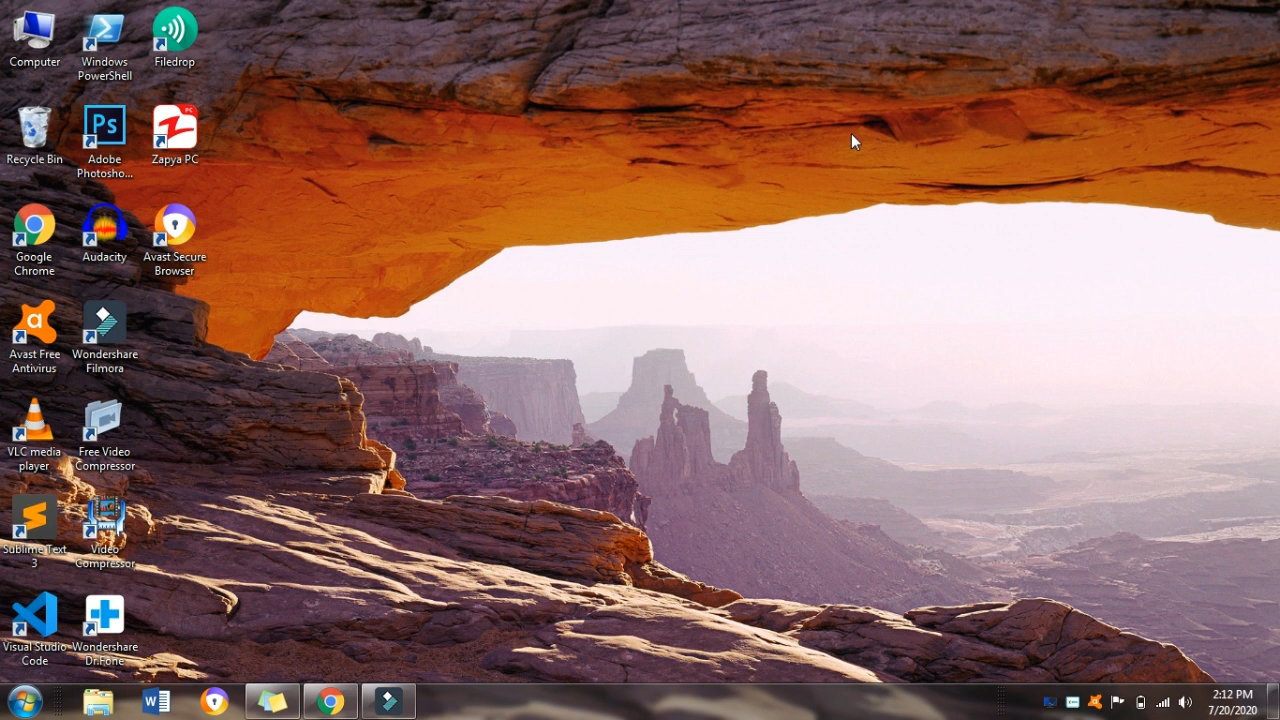 Computer
Windows
PowerShell
Filedrop
Recycle Bin
Ps
Adobe
Photosho...
PC
Zapya PC
Google
Chrome
Audacity
Avast Secure
Browser
a
Avast Free
Antivirus
Wondershare
Filmora
VLC media
player
Free Video
Compressor
Sublime Text
3
Video
Compressor
Visual Studio
Code
Wondershare
Dr.Fone
W
2:12 PM
7/20/2020